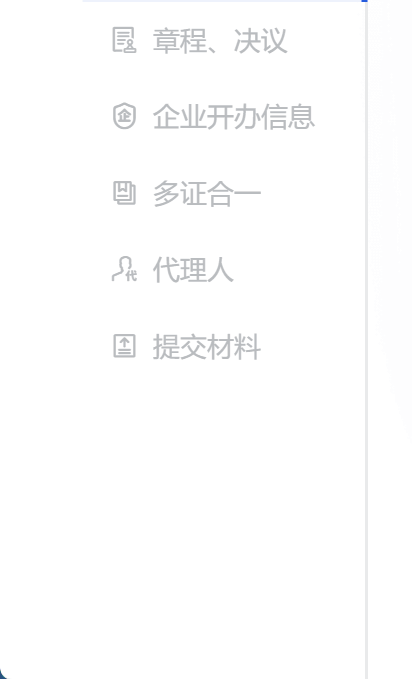 章程、决议
企业开办信息
多证合一
代理人
提交材料